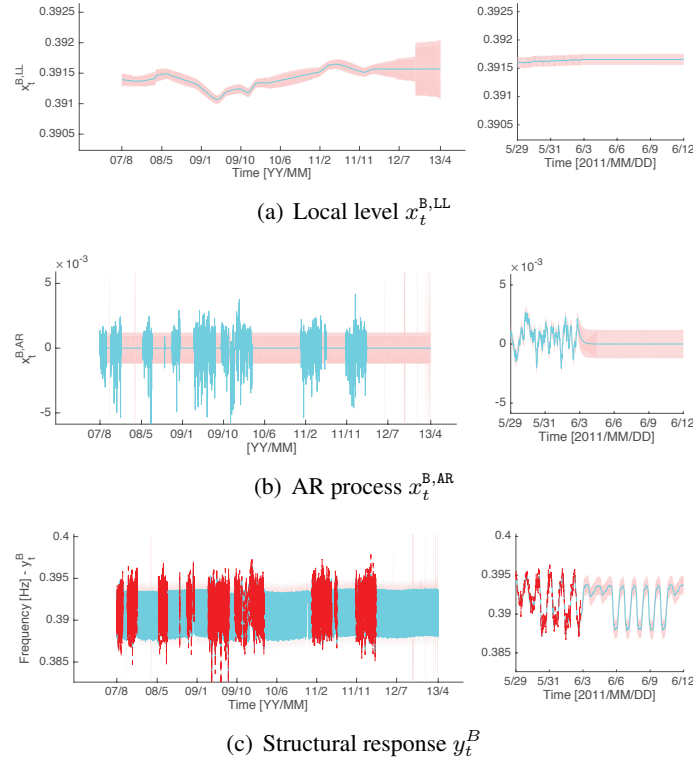 0.3925
0.392
0.3915
0.391
0.3905
x_t^{B,LL}
07/8 08/5 09/1 09/10 10/6 11/2 11/11 12/7 13/4
Time [YY/MM]
0.3925
0.392
0.3915
0.391
0.3905
5/29 5/31 6/3 6/6 6/9 6/12
Time [2011/MM/DD]
(a) Local level x_t^{B,LL}
× 10^{-3}
5
0
-5
x_t^{B,AR}
07/8 08/5 09/1 09/10 10/6 11/2 11/11 12/7 13/4
[YY/MM]
× 10^{-3}
5
0
-5
5/29 5/31 6/3 6/6 6/9 6/12
Time [2011/MM/DD]
(b) AR process x_t^{B,AR}
0.4
0.395
0.39
0.385
Frequency [Hz] - y_t^B
07/8 08/5 09/1 09/10 10/6 11/2 11/11 12/7 13/4
Time [YY/MM]
0.4
0.395
0.39
0.385
5/29 5/31 6/3 6/6 6/9 6/12
Time [2011/MM/DD]
(c) Structural response y_t^B